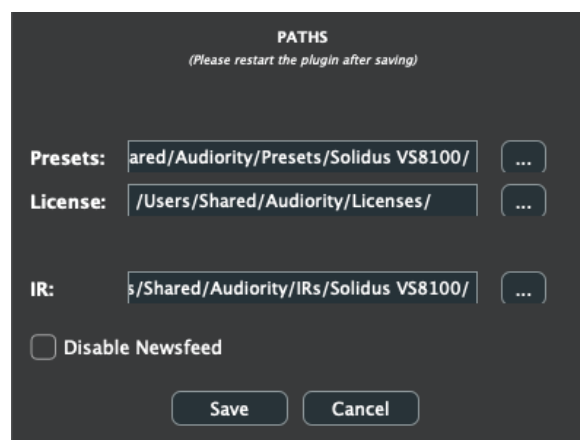 PATHS
(Please restart the plugin after saving)
Presets: ared/Audiority/Presets/Solidus VS8100/ ...
License: /Users/Shared/Audiority/Licenses/ ...
IR: s/Shared/Audiority/IRs/Solidus VS8100/ ...
Disable Newsfeed
Save Cancel